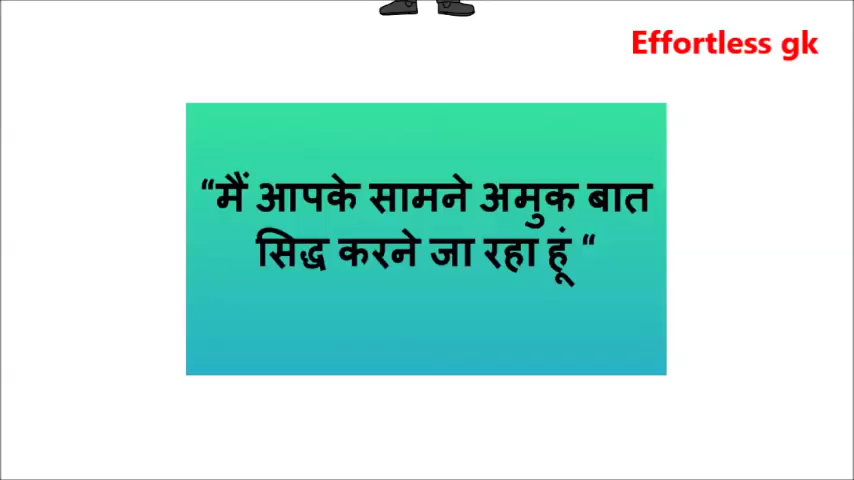 Effortless gk
“मैं आपके सामने अमुक बात
सिद्ध करने जा रहा हूं “